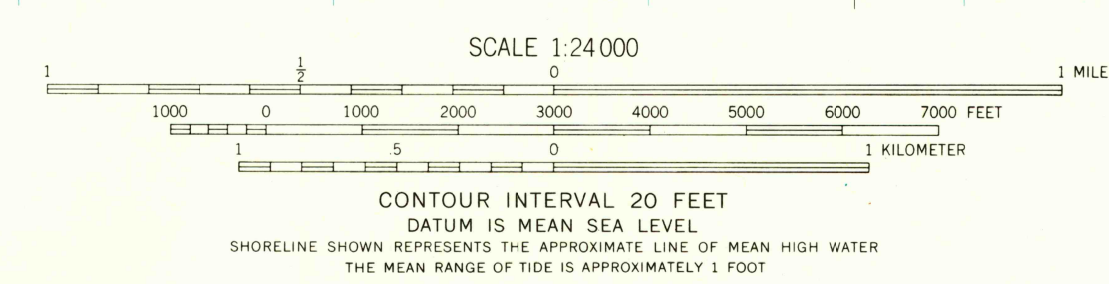 SCALE 1:24 000
1 1/2 0 1 MILE
1000 0 1000 2000 3000 4000 5000 6000 7000 FEET
1 .5 0 1 KILOMETER
CONTOUR INTERVAL 20 FEET
DATUM IS MEAN SEA LEVEL
SHORELINE SHOWN REPRESENTS THE APPROXIMATE LINE OF MEAN HIGH WATER
THE MEAN RANGE OF TIDE IS APPROXIMATELY 1 FOOT